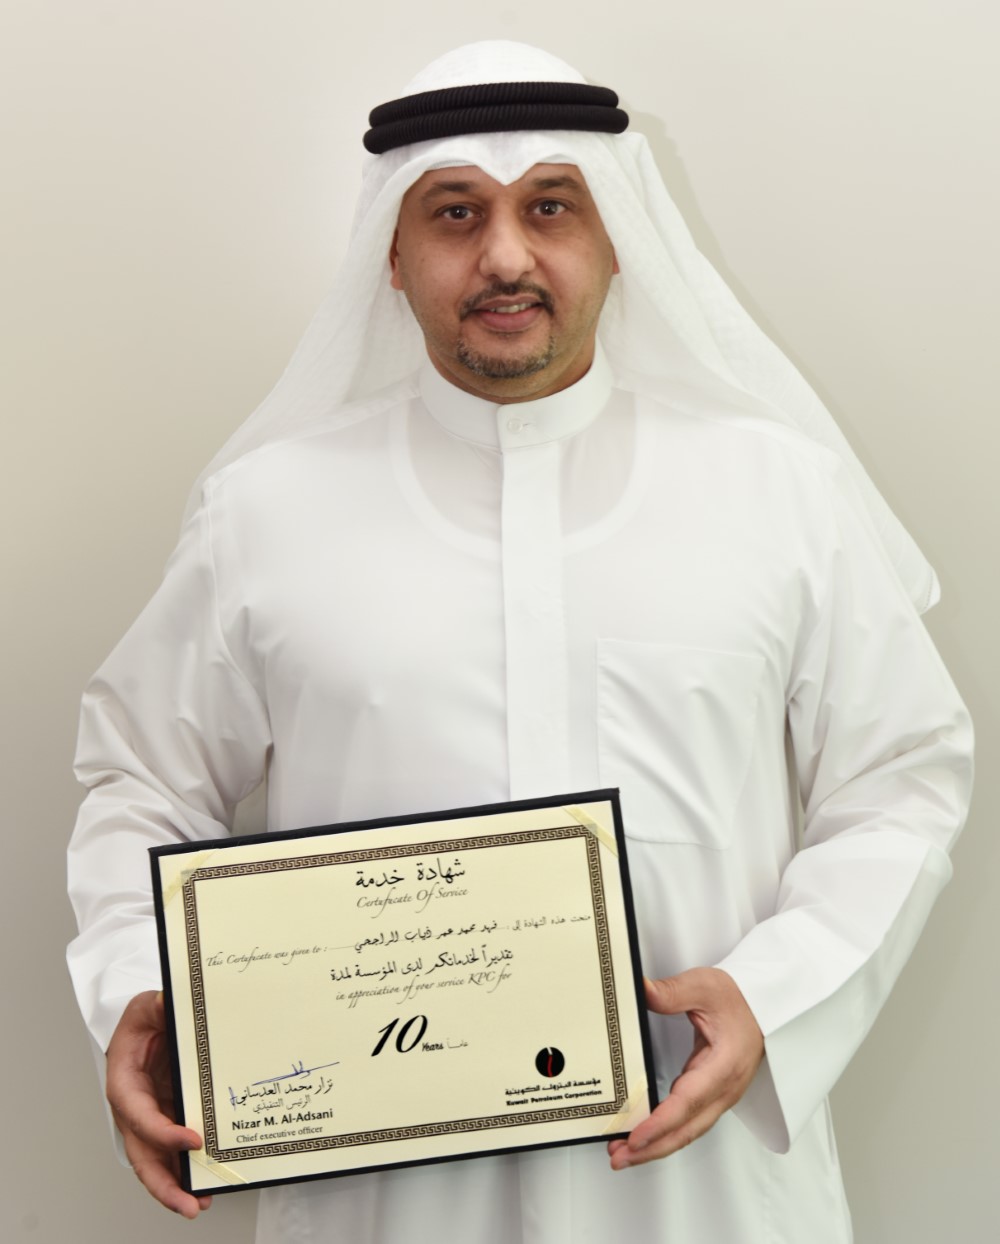 شهادة خدمة
Certificate Of Service
منحت هذه الشهادة إلى : فهد محمد عمر ذياب الراجحي
This Certificate was given to :
تقديراً لخدماتكم لدى المؤسسة لمدة
in appreciation of your service KPC for
10 Years عاماً
نزار محمد العدساني
الرئيس التنفيذي
Nizar M. Al-Adsani
Chief executive officer
مؤسسة البترول الكويتية
Kuwait Petroleum Corporation